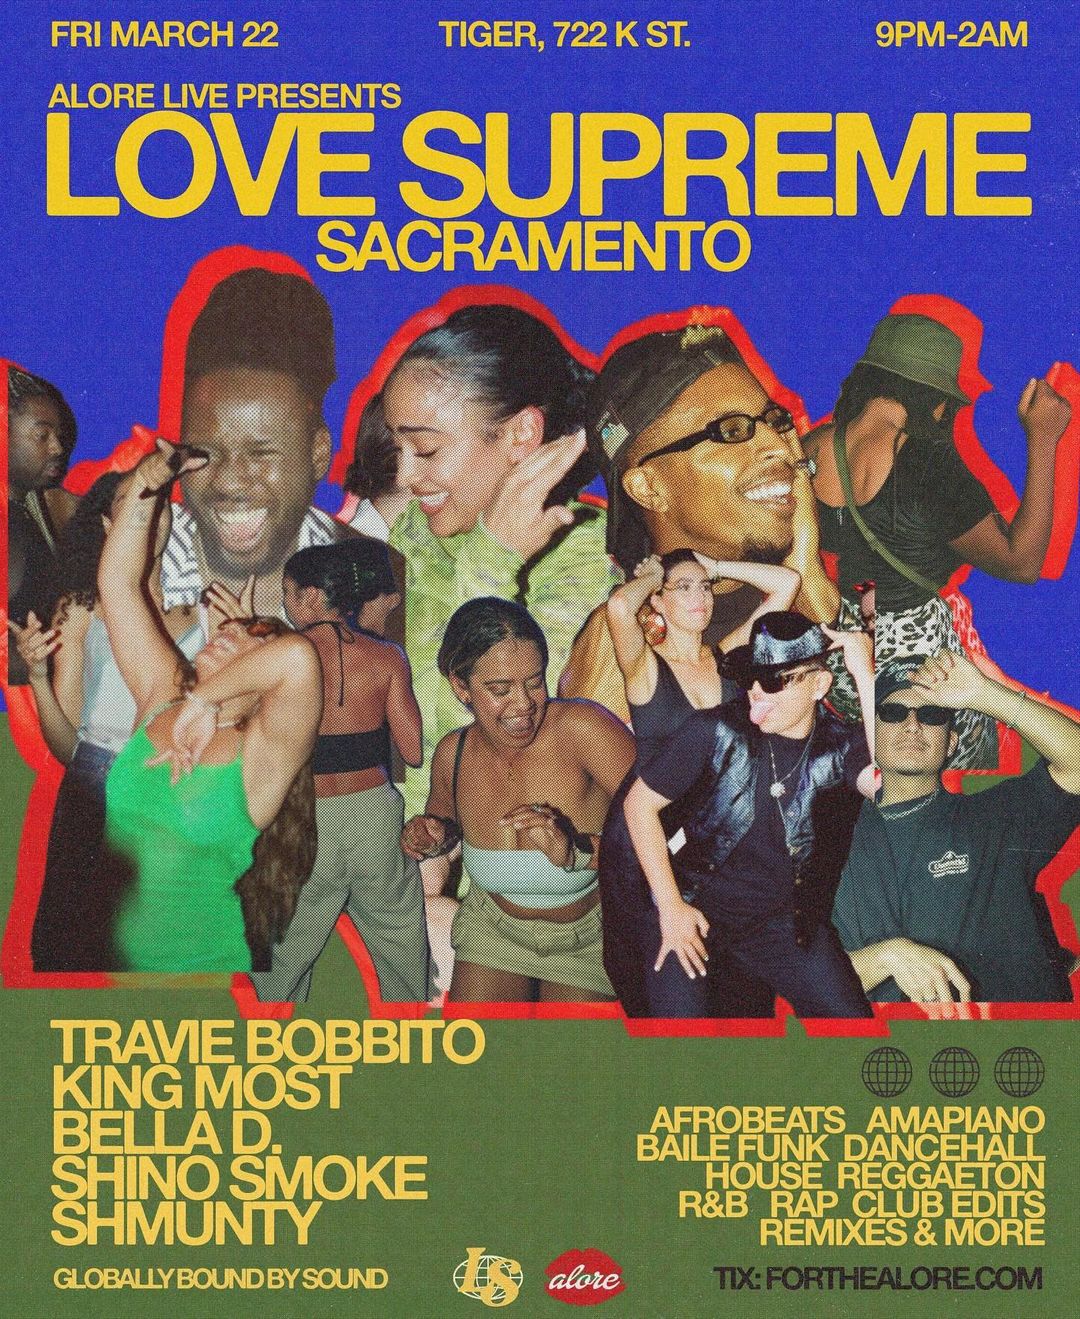 FRI MARCH 22
TIGER, 722 K ST.
9PM-2AM
ALORE LIVE PRESENTS
LOVE SUPREME
SACRAMENTO
TRAVIE BOBBITO
KING MOST
BELLA D.
SHINO SMOKE
SHMUNTY
AFROBEATS AMAPIANO
BAILE FUNK DANCEHALL
HOUSE REGGAETON
R&B RAP CLUB EDITS
REMIXES & MORE
GLOBALLY BOUND BY SOUND
LS
alore
TIX: FORTHEALORE.COM